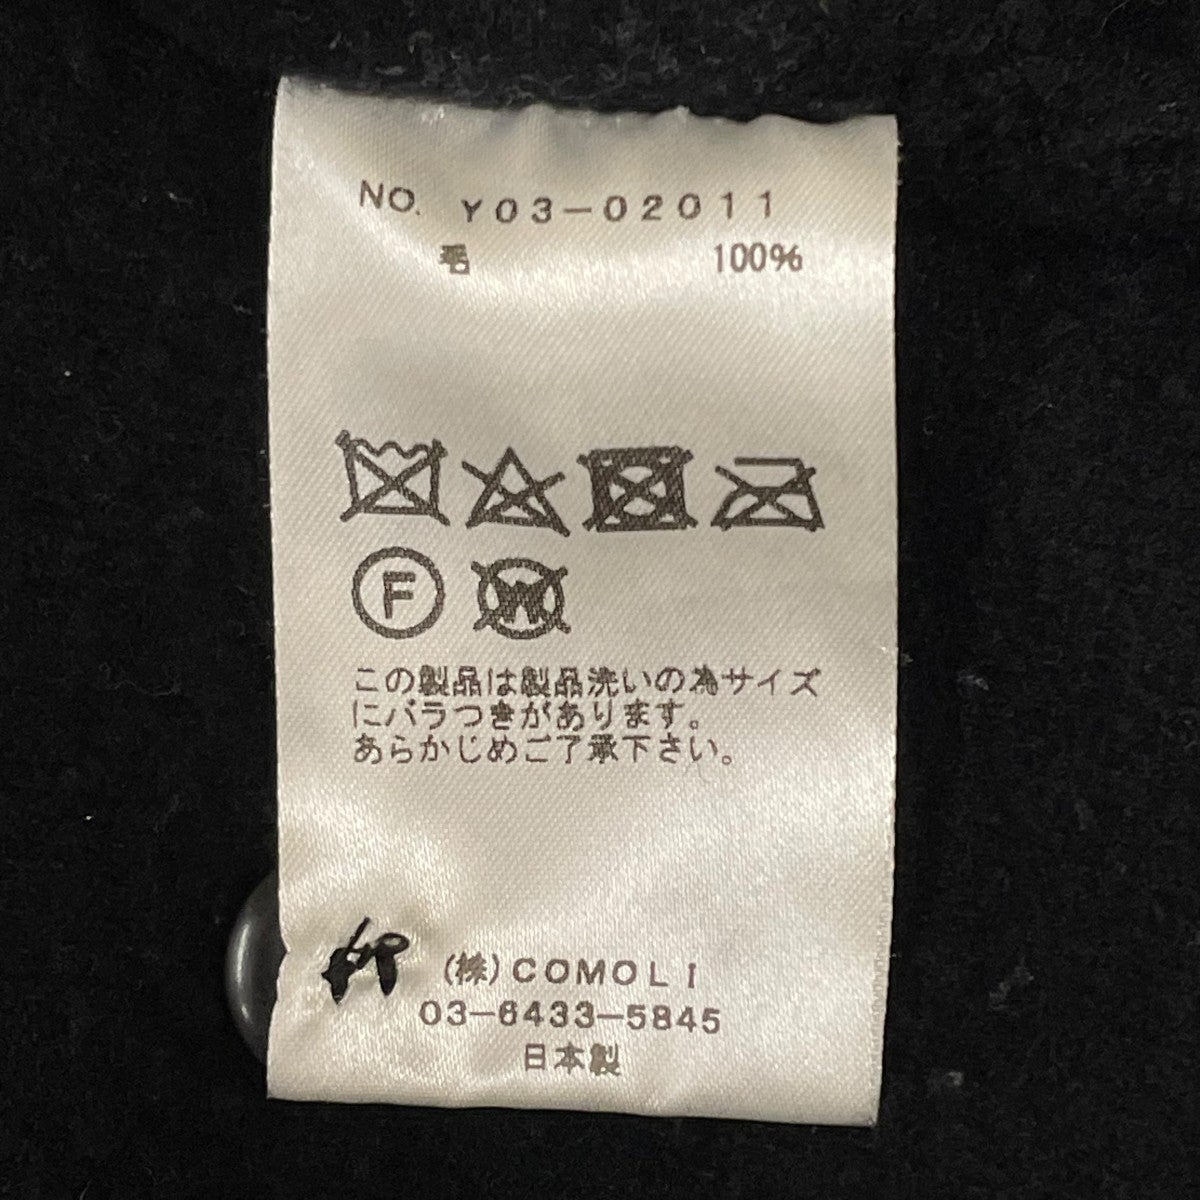 NO. Y03-02011
毛 100%
F W
この製品は製品洗いの為サイズ
にバラつきがあります。
あらかじめご了承下さい。
(株)COMOLI
03-6433-5845
日本製